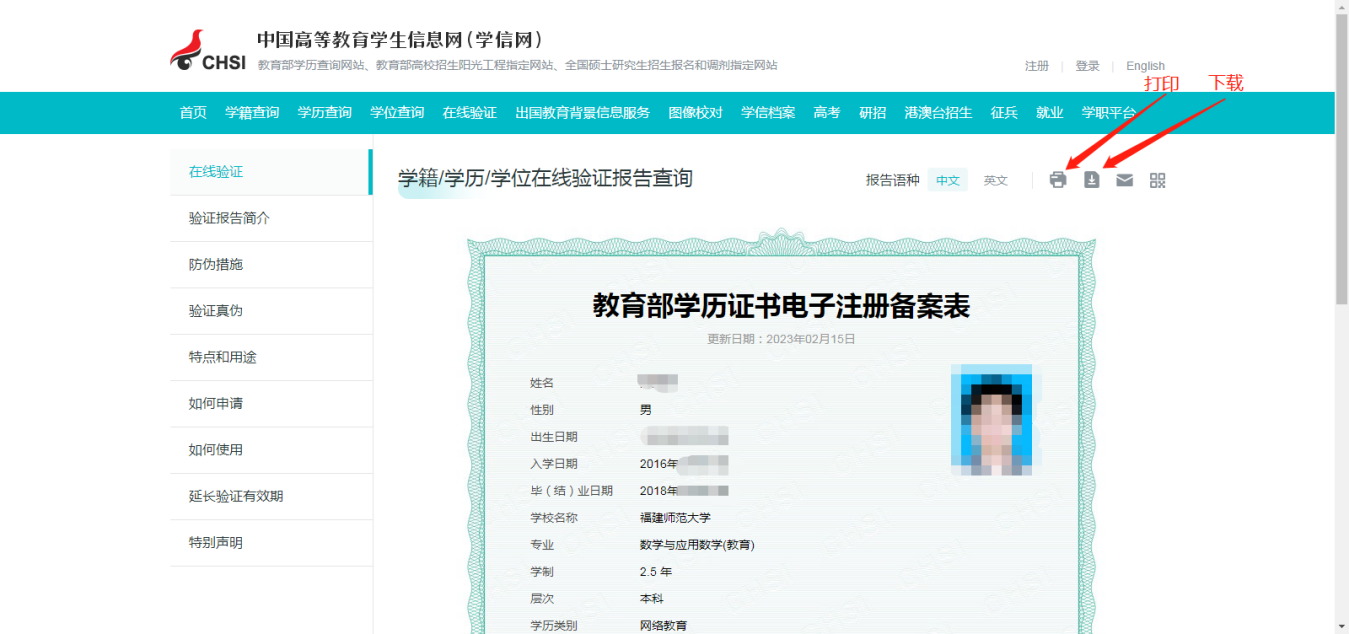 中国高等教育学生信息网(学信网)
CHSI
教育部学历查询网站、教育部高校招生阳光工程指定网站、全国硕士研究生招生报名和调剂指定网站
注册 | 登录 | English
打印 下载
首页 学籍查询 学历查询 学位查询 在线验证 出国教育背景信息服务 图像校对 学信档案 高考 研招 港澳台招生 征兵 就业 学职平台
在线验证
验证报告简介
防伪措施
验证真伪
特点和用途
如何申请
如何使用
延长验证有效期
特别声明
学籍/学历/学位在线验证报告查询
报告语种 中文 英文
教育部学历证书电子注册备案表
更新日期：2023年02月15日
姓名
性别 男
出生日期
入学日期 2016年
毕（结）业日期 2018年
学校名称 福建师范大学
专业 数学与应用数学(教育)
学制 2.5 年
层次 本科
学历类别 网络教育